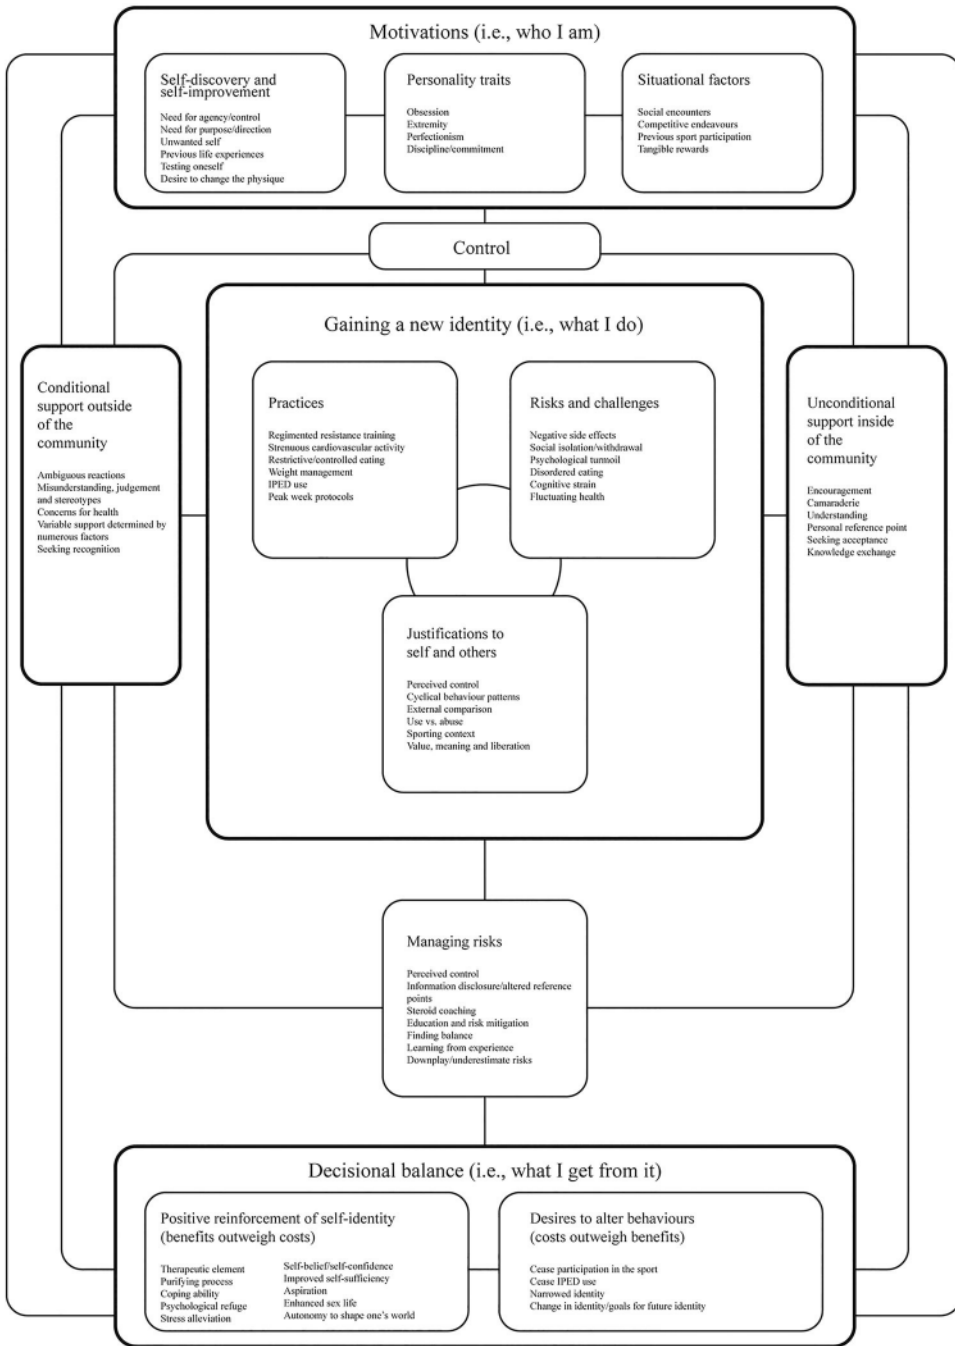 Motivations (i.e., who I am)
Self-discovery and
self-improvement
Need for agency/control
Need for purpose/direction
Unwanted self
Previous life experiences
Testing oneself
Desire to change the physique
Personality traits
Obsession
Extremity
Perfectionism
Discipline/commitment
Situational factors
Social encounters
Competitive endeavours
Previous sport participation
Tangible rewards
Control
Gaining a new identity (i.e., what I do)
Conditional
support outside
of the
community
Ambiguous reactions
Misunderstanding, judgement
and stereotypes
Concerns for health
Variable support determined by
numerous factors
Seeking recognition
Practices
Regimented resistance training
Strenuous cardiovascular activity
Restrictive/controlled eating
Weight management
IPED use
Peak week protocols
Risks and challenges
Negative side effects
Social isolation/withdrawal
Psychological turmoil
Disordered eating
Cognitive strain
Fluctuating health
Unconditional
support inside
of the
community
Encouragement
Camaraderie
Understanding
Personal reference point
Seeking acceptance
Knowledge exchange
Justifications to
self and others
Perceived control
Cyclical behaviour patterns
External comparison
Use vs. abuse
Sporting context
Value, meaning and liberation
Managing risks
Perceived control
Information disclosure/altered reference
points
Steroid coaching
Education and risk mitigation
Finding balance
Learning from experience
Downplay/underestimate risks
Decisional balance (i.e., what I get from it)
Positive reinforcement of self-identity
(benefits outweigh costs)
Therapeutic element
Purifying process
Coping ability
Psychological refuge
Stress alleviation
Self-belief/self-confidence
Improved self-sufficiency
Aspiration
Enhanced sex life
Autonomy to shape one's world
Desires to alter behaviours
(costs outweigh benefits)
Cease participation in the sport
Cease IPED use
Narrowed identity
Change in identity/goals for future identity